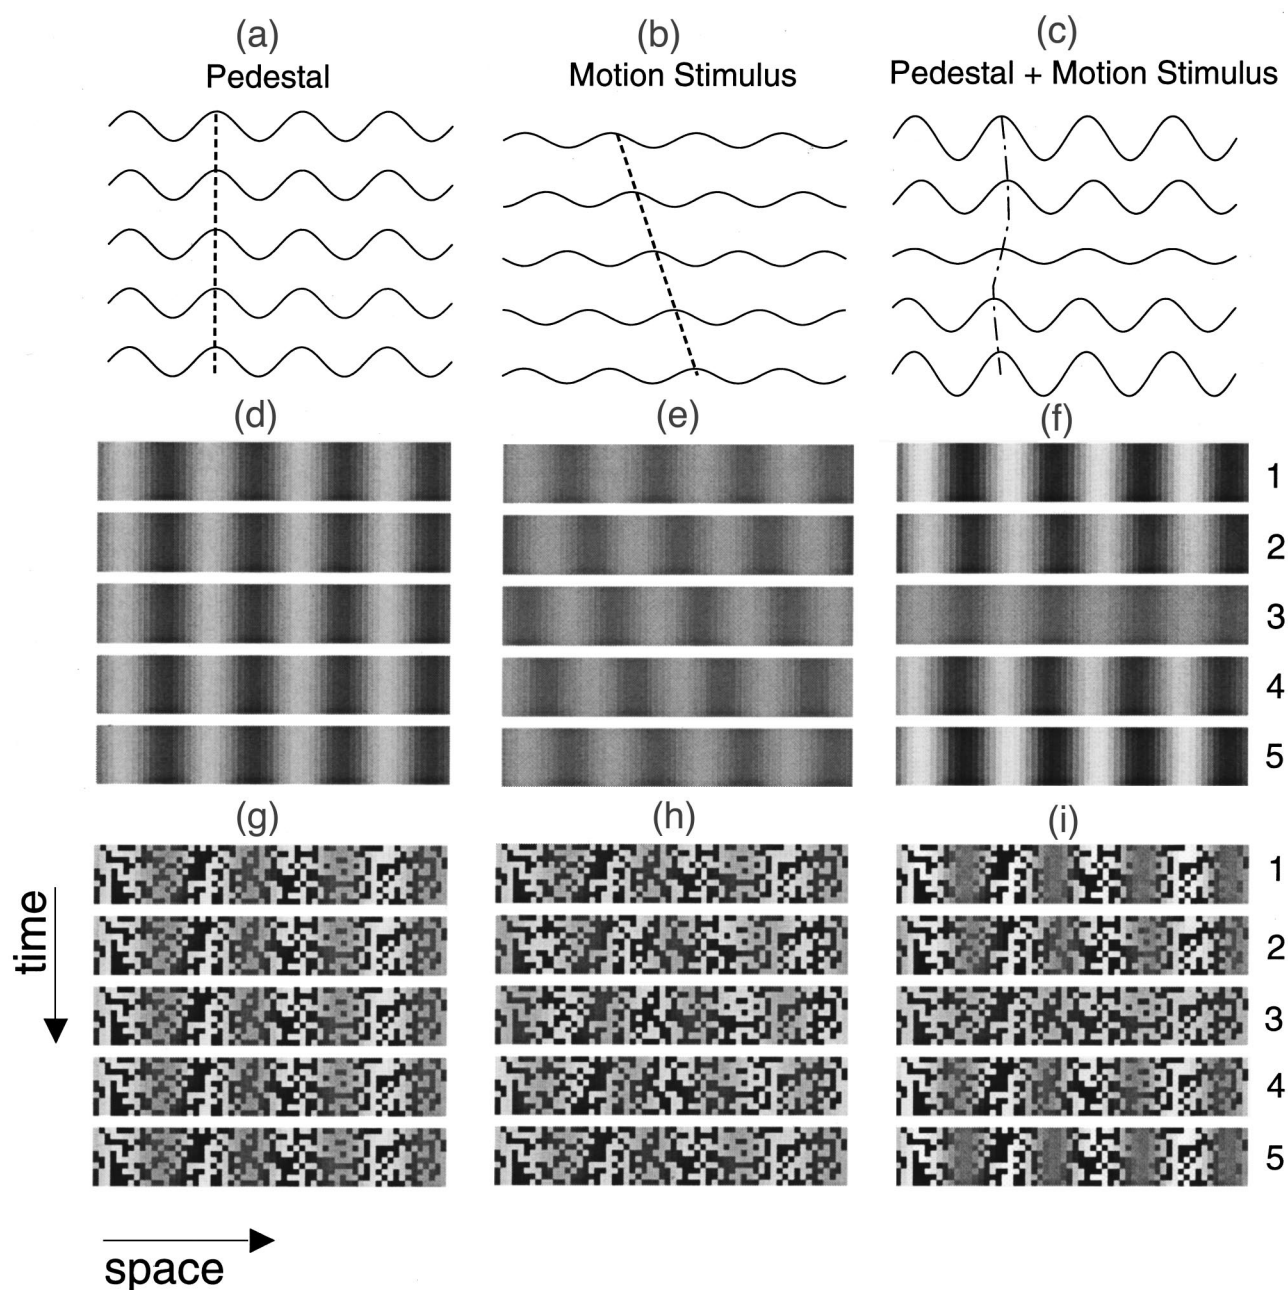 (a)
Pedestal
(b)
Motion Stimulus
(c)
Pedestal + Motion Stimulus
(d)
(e)
(f)
1
2
3
4
5
(g)
(h)
(i)
1
2
3
4
5
time
space